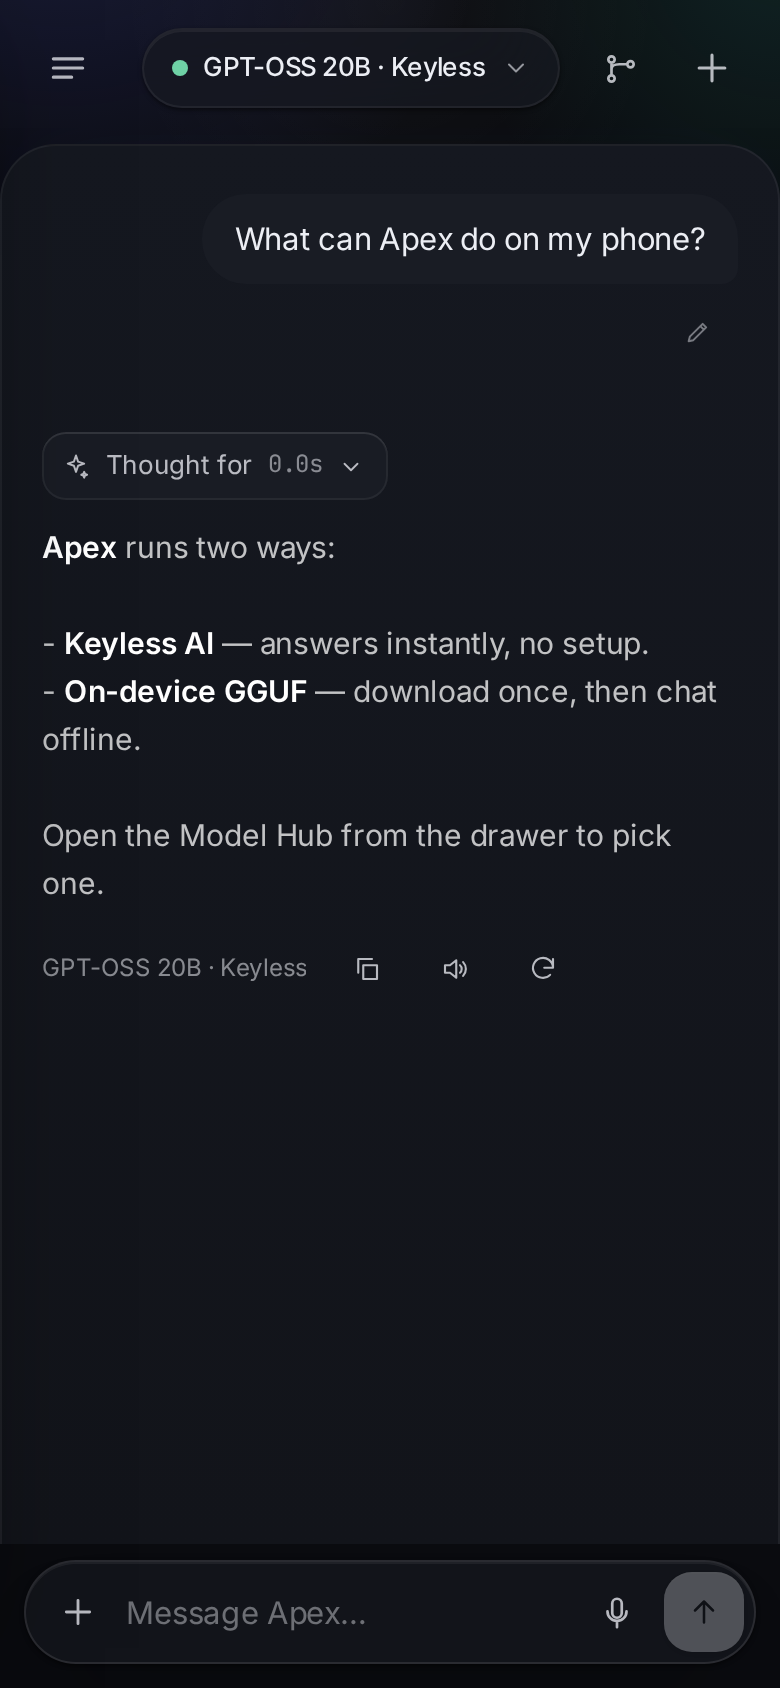 GPT-OSS 20B · Keyless
What can Apex do on my phone?
Thought for 0.0s
Apex runs two ways:
- Keyless AI — answers instantly, no setup.
- On-device GGUF — download once, then chat
offline.
Open the Model Hub from the drawer to pick
one.
GPT-OSS 20B · Keyless
Message Apex...